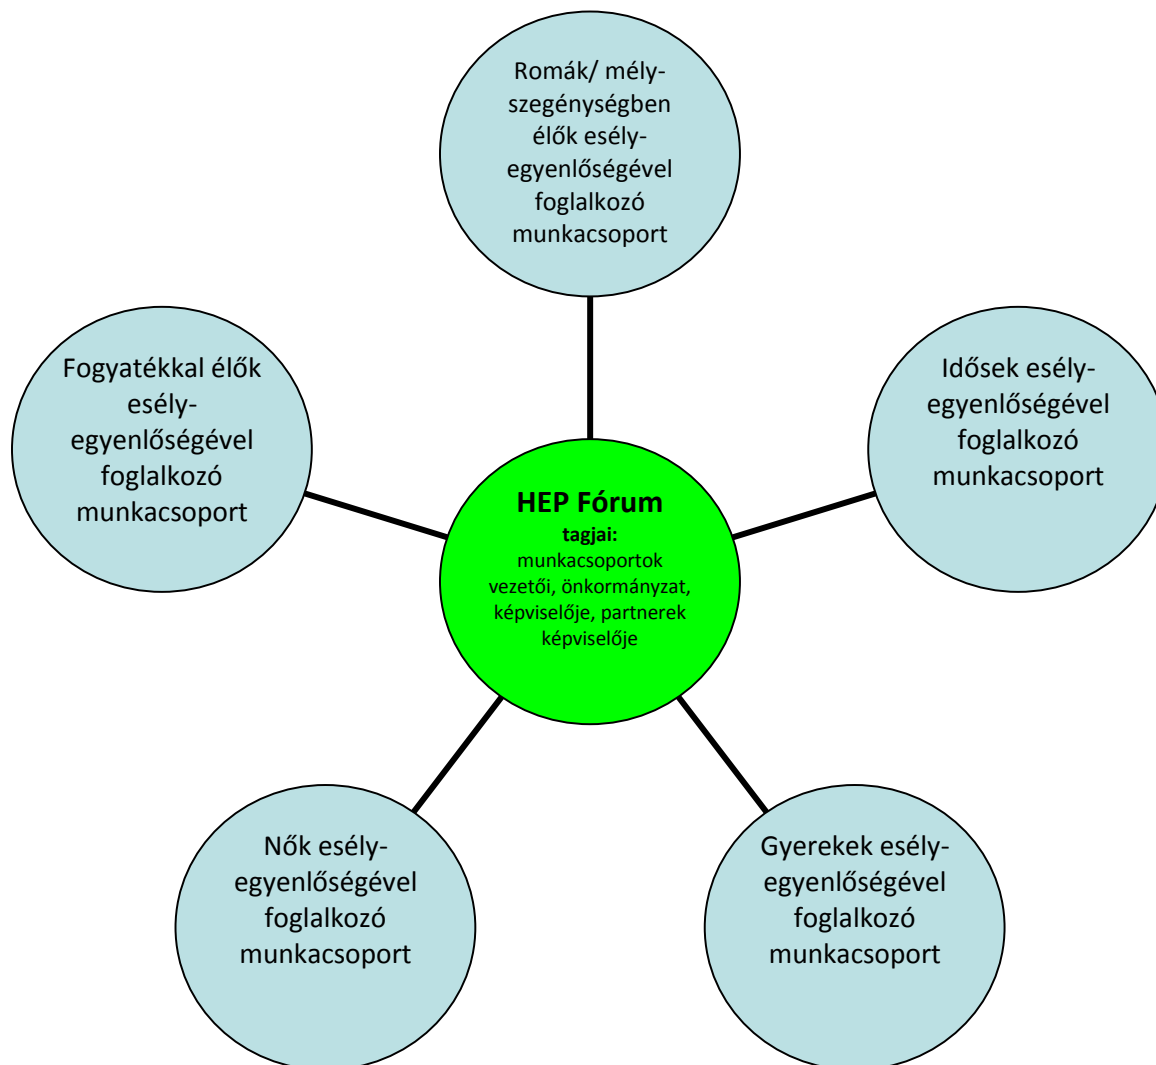 Romák/ mély-
szegénységben
élők esély-
egyenlőségével
foglalkozó
munkacsoport
Fogyatékkal élők
esély-
egyenlőségével
foglalkozó
munkacsoport
Idősek esély-
egyenlőségével
foglalkozó
munkacsoport
HEP Fórum
tagjai:
munkacsoportok
vezetői, önkormányzat,
képviselője, partnerek
képviselője
Nők esély-
egyenlőségével
foglalkozó
munkacsoport
Gyerekek esély-
egyenlőségével
foglalkozó
munkacsoport